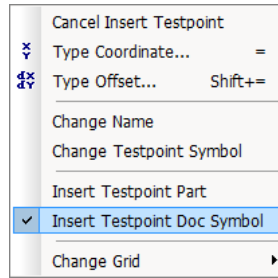 Cancel Insert Testpoint
Type Coordinate... =
Type Offset... Shift+=
Change Name
Change Testpoint Symbol
Insert Testpoint Part
Insert Testpoint Doc Symbol
Change Grid